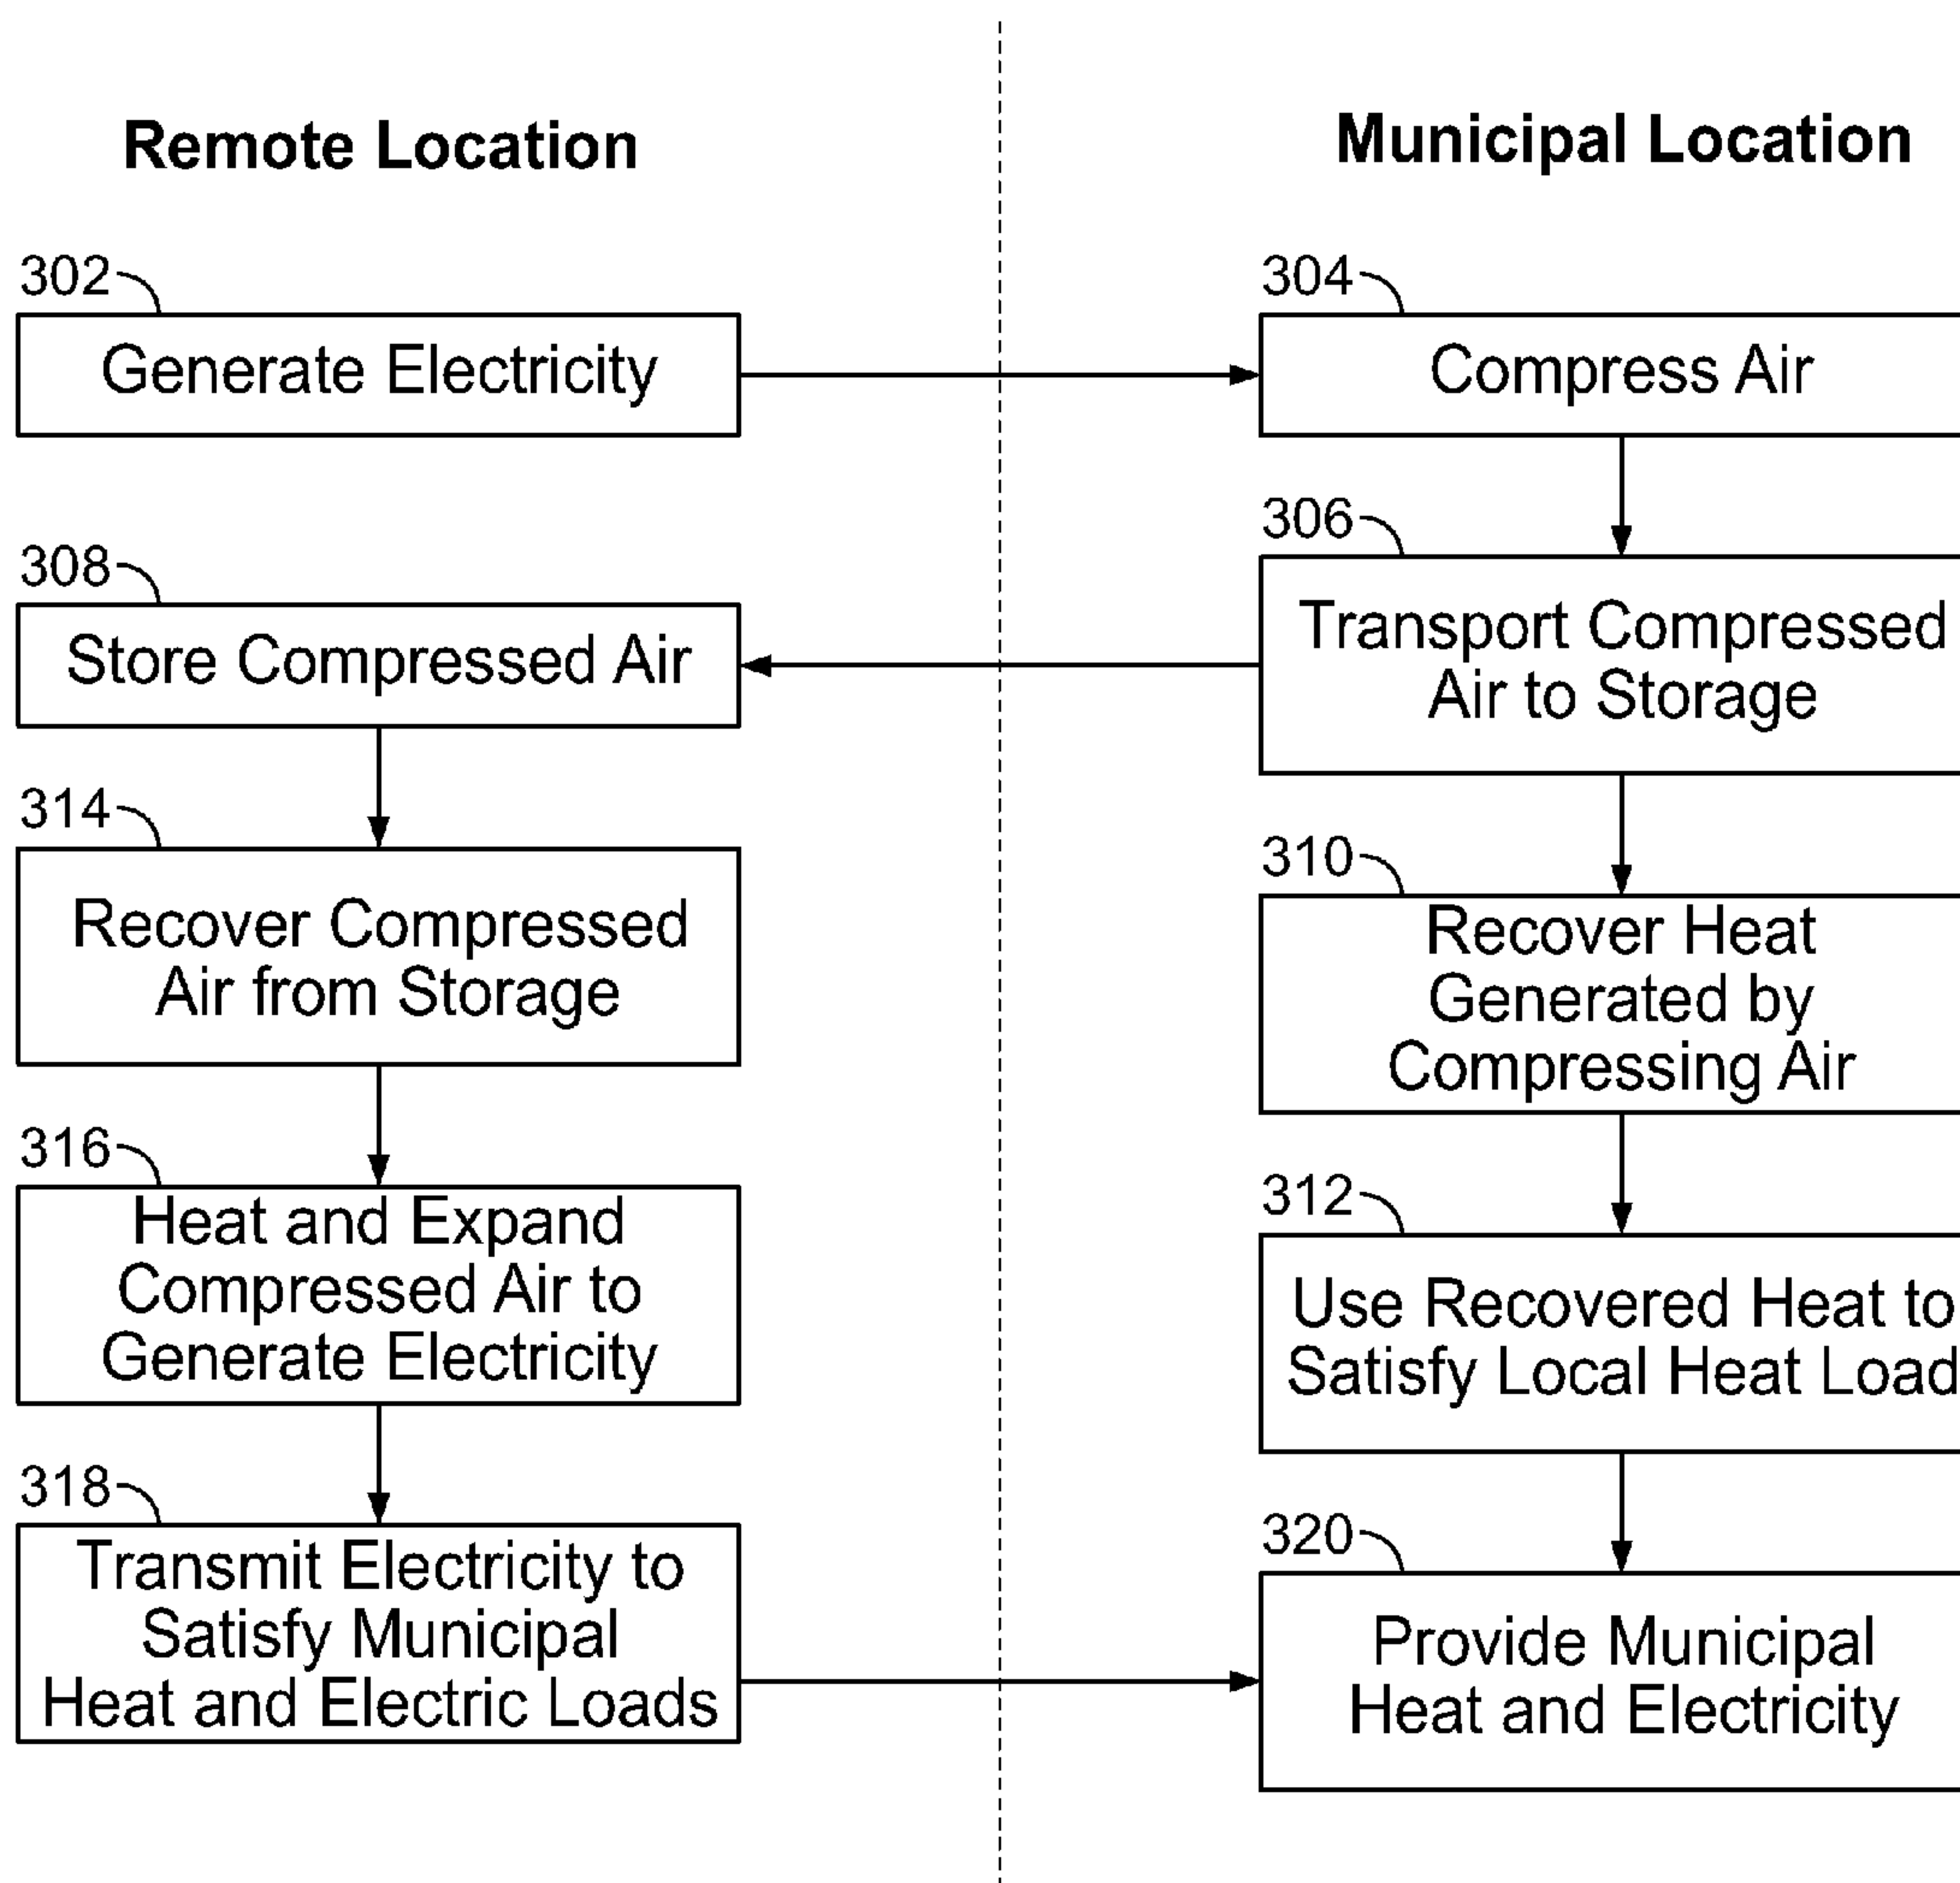 Remote Location
Municipal Location
302
Generate Electricity
304
Compress Air
306
Transport Compressed
Air to Storage
308
Store Compressed Air
310
Recover Heat
Generated by
Compressing Air
312
Use Recovered Heat to
Satisfy Local Heat Load
314
Recover Compressed
Air from Storage
316
Heat and Expand
Compressed Air to
Generate Electricity
318
Transmit Electricity to
Satisfy Municipal
Heat and Electric Loads
320
Provide Municipal
Heat and Electricity